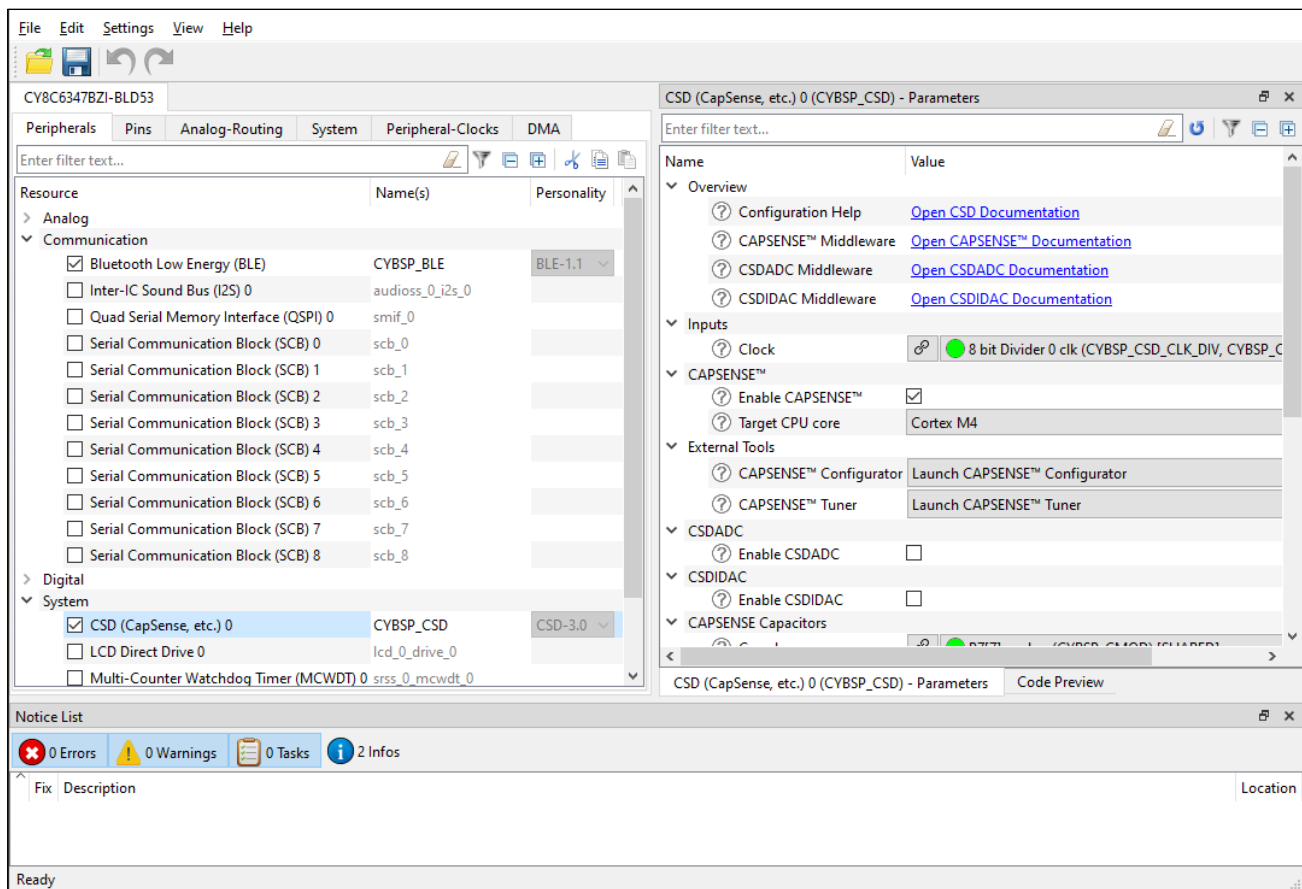 File Edit Settings View Help
CY8C6347BZI-BLD53
Peripherals Pins Analog-Routing System Peripheral-Clocks DMA
Enter filter text...
Resource Name(s) Personality
Analog
Communication
Bluetooth Low Energy (BLE) CYBSP_BLE BLE-1.1
Inter-IC Sound Bus (I2S) 0 audioss_0_i2s_0
Quad Serial Memory Interface (QSPI) 0 smif_0
Serial Communication Block (SCB) 0 scb_0
Serial Communication Block (SCB) 1 scb_1
Serial Communication Block (SCB) 2 scb_2
Serial Communication Block (SCB) 3 scb_3
Serial Communication Block (SCB) 4 scb_4
Serial Communication Block (SCB) 5 scb_5
Serial Communication Block (SCB) 6 scb_6
Serial Communication Block (SCB) 7 scb_7
Serial Communication Block (SCB) 8 scb_8
Digital
System
CSD (CapSense, etc.) 0 CYBSP_CSD CSD-3.0
LCD Direct Drive 0 lcd_0_drive_0
Multi-Counter Watchdog Timer (MCWDT) 0 srss_0_mcwdt_0
CSD (CapSense, etc.) 0 (CYBSP_CSD) - Parameters
Enter filter text...
Name Value
Overview
Configuration Help Open CSD Documentation
CAPSENSE™ Middleware Open CAPSENSE™ Documentation
CSDADC Middleware Open CSDADC Documentation
CSDIDAC Middleware Open CSDIDAC Documentation
Inputs
Clock 8 bit Divider 0 clk (CYBSP_CSD_CLK_DIV, CYBSP_C
CAPSENSE™
Enable CAPSENSE™
Target CPU core Cortex M4
External Tools
CAPSENSE™ Configurator Launch CAPSENSE™ Configurator
CAPSENSE™ Tuner Launch CAPSENSE™ Tuner
CSDADC
Enable CSDADC
CSDIDAC
Enable CSDIDAC
CAPSENSE Capacitors
CSD (CapSense, etc.) 0 (CYBSP_CSD) - Parameters Code Preview
Notice List
0 Errors 0 Warnings 0 Tasks 2 Infos
Fix Description Location
Ready